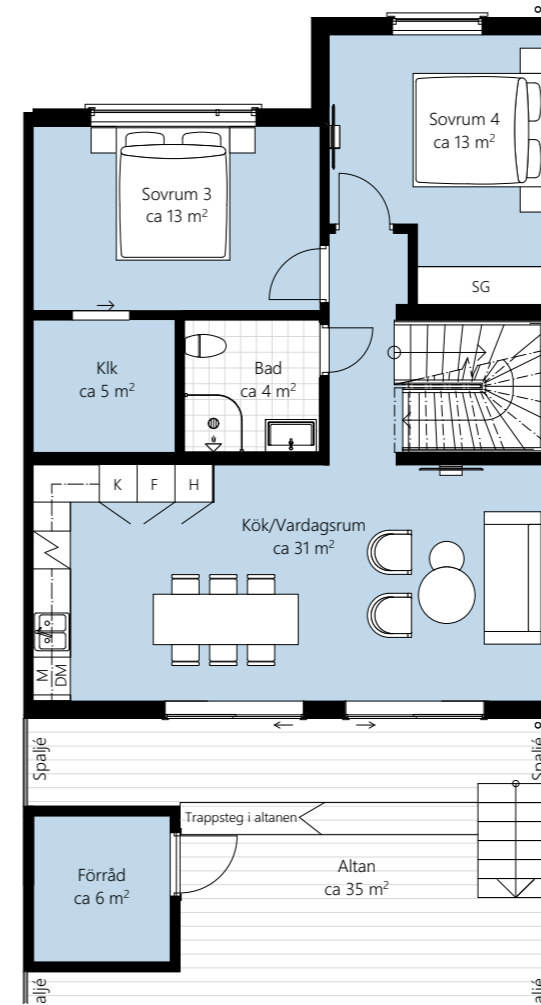 Sovrum 4
ca 13 m²
Sovrum 3
ca 13 m²
SG
Klk
ca 5 m²
Bad
ca 4 m²
K F H
Kök/Vardagsrum
ca 31 m²
M
DM
Spaljé
Spaljé
Trappsteg i altanen
Altan
ca 35 m²
Förråd
ca 6 m²